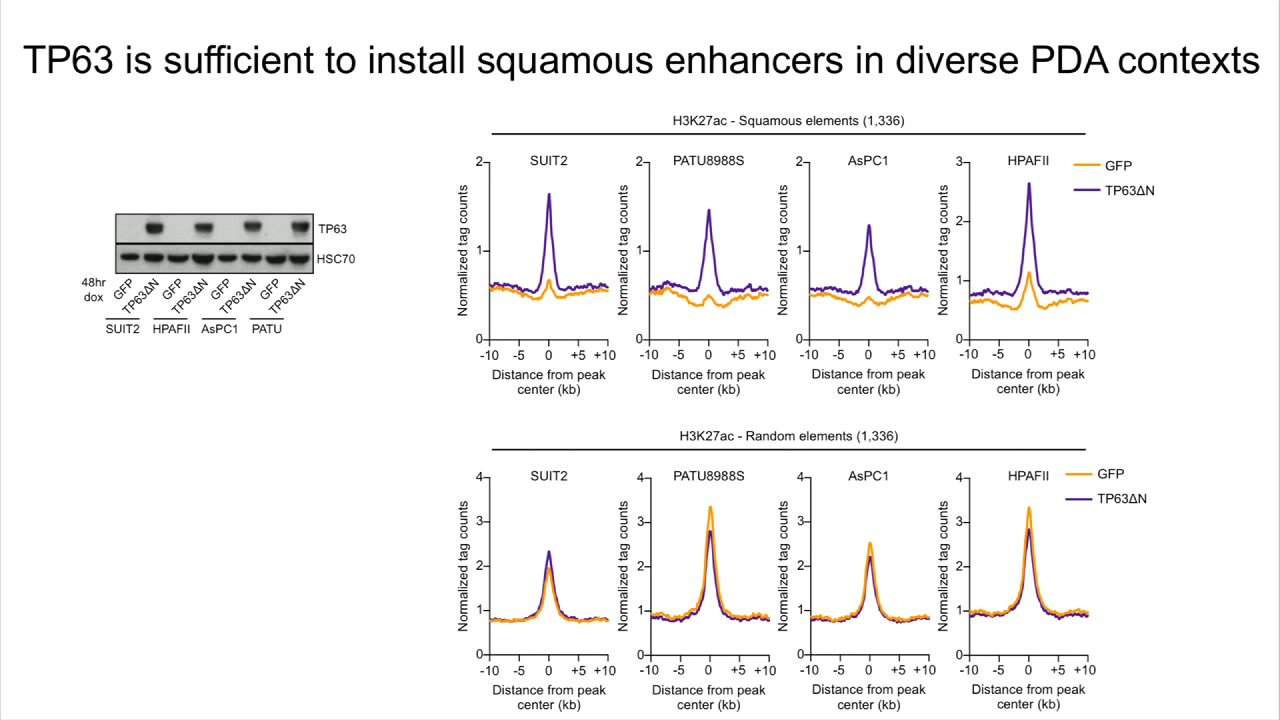 TP63 is sufficient to install squamous enhancers in diverse PDA contexts
TP63
HSC70
48hr
dox
GFP
TP63ΔN
GFP
TP63ΔN
GFP
TP63ΔN
GFP
TP63ΔN
SUIT2
HPAFII
AsPC1
PATU
H3K27ac - Squamous elements (1,336)
SUIT2
Normalized tag counts
2
1
0
-10 -5 0 +5 +10
Distance from peak
center (kb)
PATU8988S
Normalized tag counts
2
1
0
-10 -5 0 +5 +10
Distance from peak
center (kb)
AsPC1
Normalized tag counts
2
1
0
-10 -5 0 +5 +10
Distance from peak
center (kb)
HPAFII
Normalized tag counts
3
2
1
0
-10 -5 0 +5 +10
Distance from peak
center (kb)
GFP
TP63ΔN
H3K27ac - Random elements (1,336)
SUIT2
Normalized tag counts
4
3
2
1
0
-10 -5 0 +5 +10
Distance from peak
center (kb)
PATU8988S
Normalized tag counts
4
3
2
1
0
-10 -5 0 +5 +10
Distance from peak
center (kb)
AsPC1
Normalized tag counts
4
3
2
1
0
-10 -5 0 +5 +10
Distance from peak
center (kb)
HPAFII
Normalized tag counts
4
3
2
1
0
-10 -5 0 +5 +10
Distance from peak
center (kb)
GFP
TP63ΔN